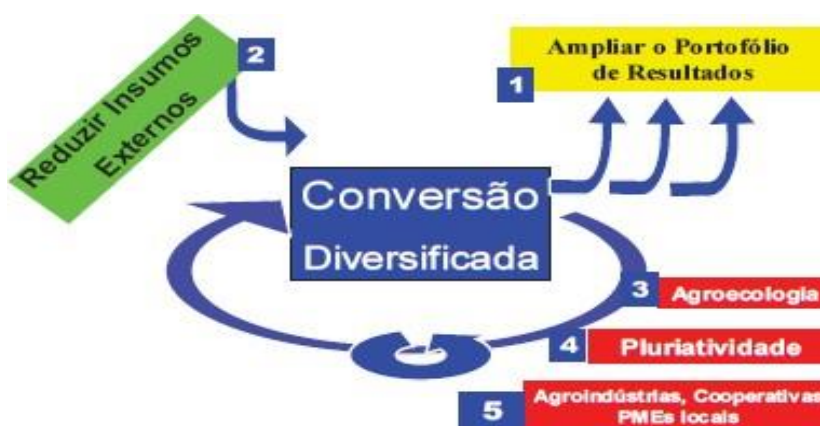 Reduzir Insumos
Externos
2
Ampliar o Portofólio
de Resultados
1
Conversão
Diversificada
3
Agroecologia
4
Pluriatividade
5
Agroindústrias, Cooperativas
PMEs locais